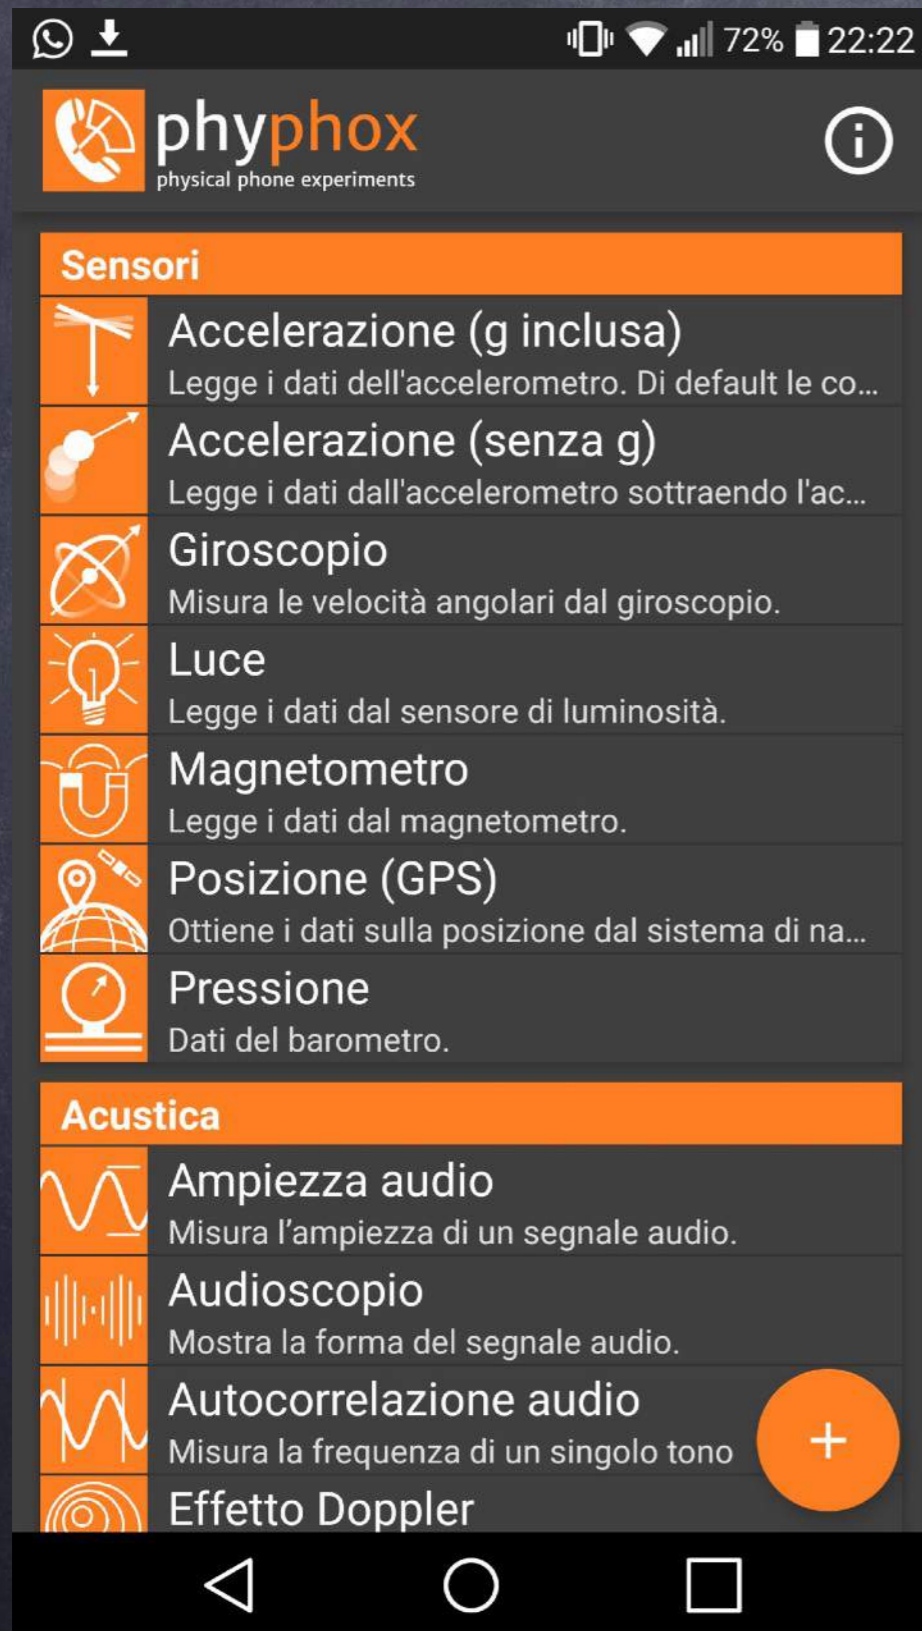 72% 22:22
phyphox
physical phone experiments
Sensori
Accelerazione (g inclusa)
Legge i dati dell'accelerometro. Di default le co...
Accelerazione (senza g)
Legge i dati dall'accelerometro sottraendo l'ac...
Giroscopio
Misura le velocità angolari dal giroscopio.
Luce
Legge i dati dal sensore di luminosità.
Magnetometro
Legge i dati dal magnetometro.
Posizione (GPS)
Ottiene i dati sulla posizione dal sistema di na...
Pressione
Dati del barometro.
Acustica
Ampiezza audio
Misura l’ampiezza di un segnale audio.
Audioscopio
Mostra la forma del segnale audio.
Autocorrelazione audio
Misura la frequenza di un singolo tono
Effetto Doppler